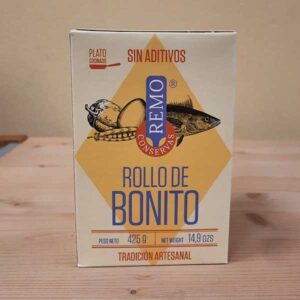 PLATO
COCINADO
SIN ADITIVOS
REMO
®
CONSERVAS
ROLLO DE
BONITO
PESO NETO 425 g NET WEIGHT 14,9 OZS
TRADICIÓN ARTESANAL